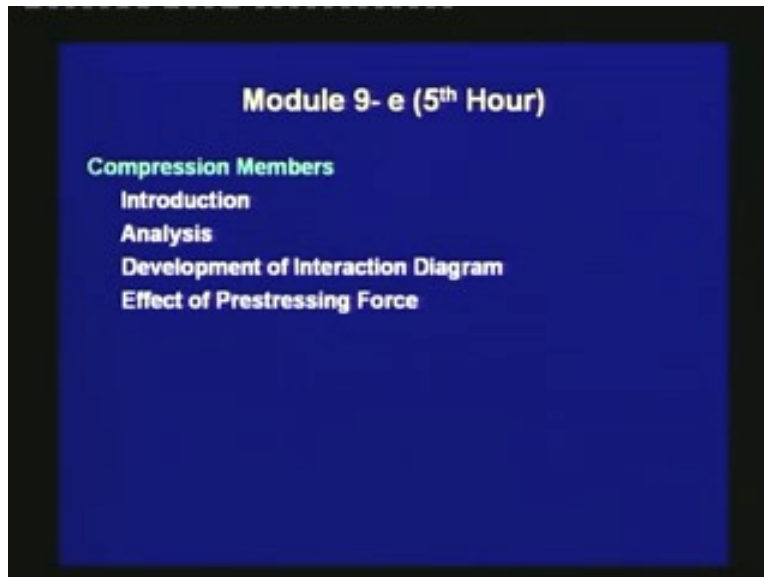 Module 9- e (5th Hour)
Compression Members
Introduction
Analysis
Development of Interaction Diagram
Effect of Prestressing Force